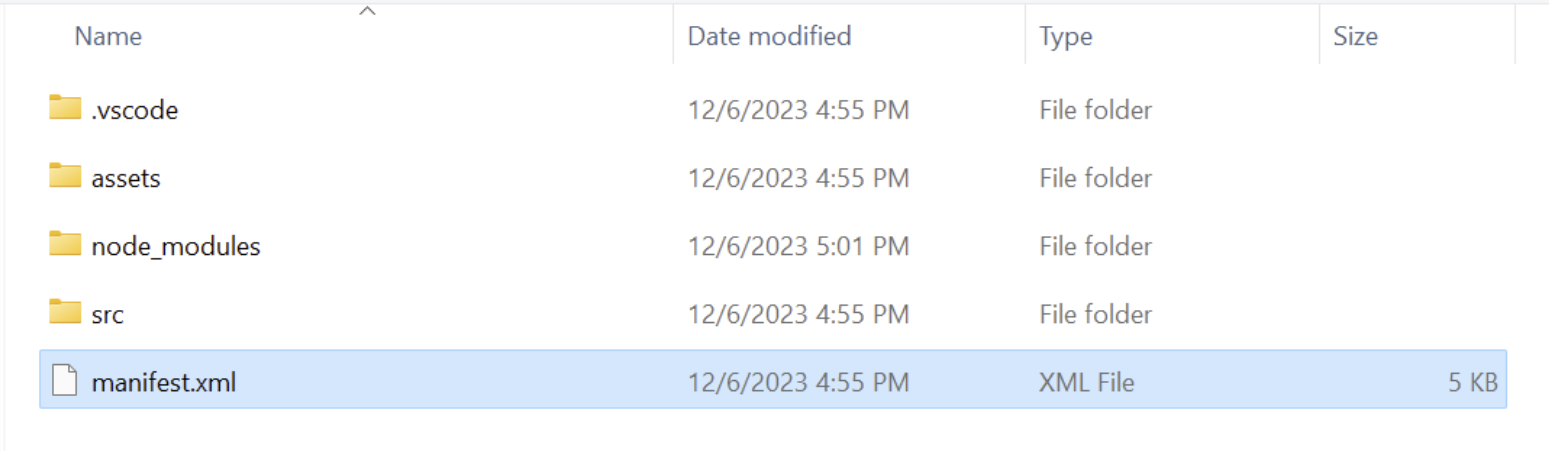 Name Date modified Type Size
.vscode 12/6/2023 4:55 PM File folder
assets 12/6/2023 4:55 PM File folder
node_modules 12/6/2023 5:01 PM File folder
src 12/6/2023 4:55 PM File folder
manifest.xml 12/6/2023 4:55 PM XML File 5 KB